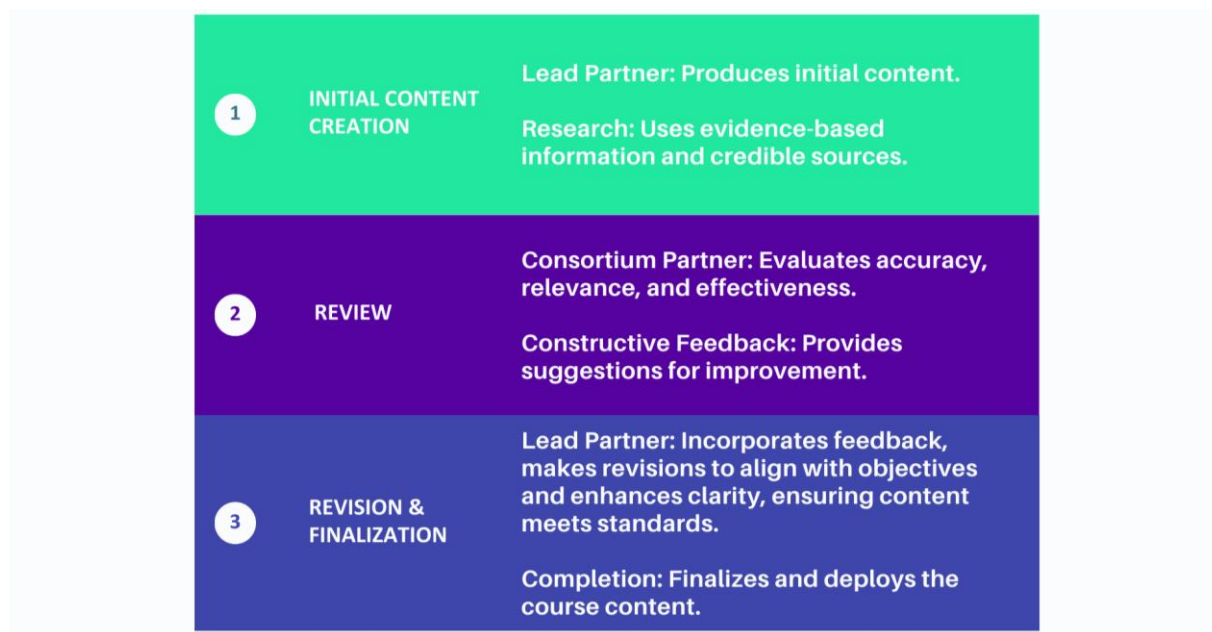 1
INITIAL CONTENT
CREATION
Lead Partner: Produces initial content.
Research: Uses evidence-based
information and credible sources.
2
REVIEW
Consortium Partner: Evaluates accuracy,
relevance, and effectiveness.
Constructive Feedback: Provides
suggestions for improvement.
3
REVISION &
FINALIZATION
Lead Partner: Incorporates feedback,
makes revisions to align with objectives
and enhances clarity, ensuring content
meets standards.
Completion: Finalizes and deploys the
course content.